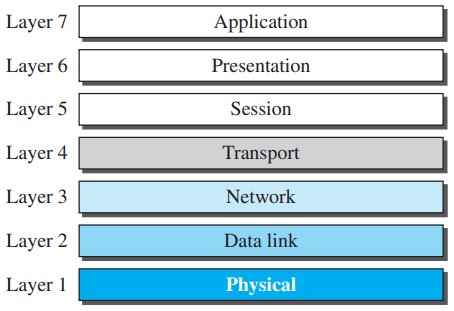 Layer 7 Application
Layer 6 Presentation
Layer 5 Session
Layer 4 Transport
Layer 3 Network
Layer 2 Data link
Layer 1 Physical